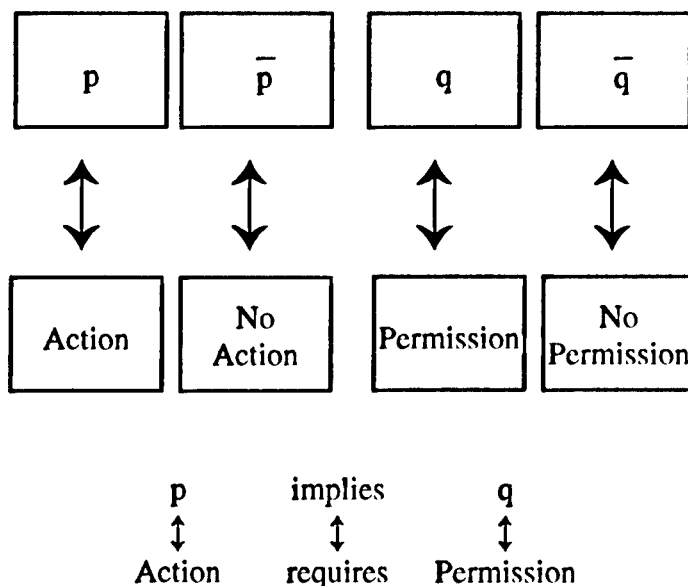 p p̅ q q̅
Action No Action Permission No Permission
p implies q
Action requires Permission